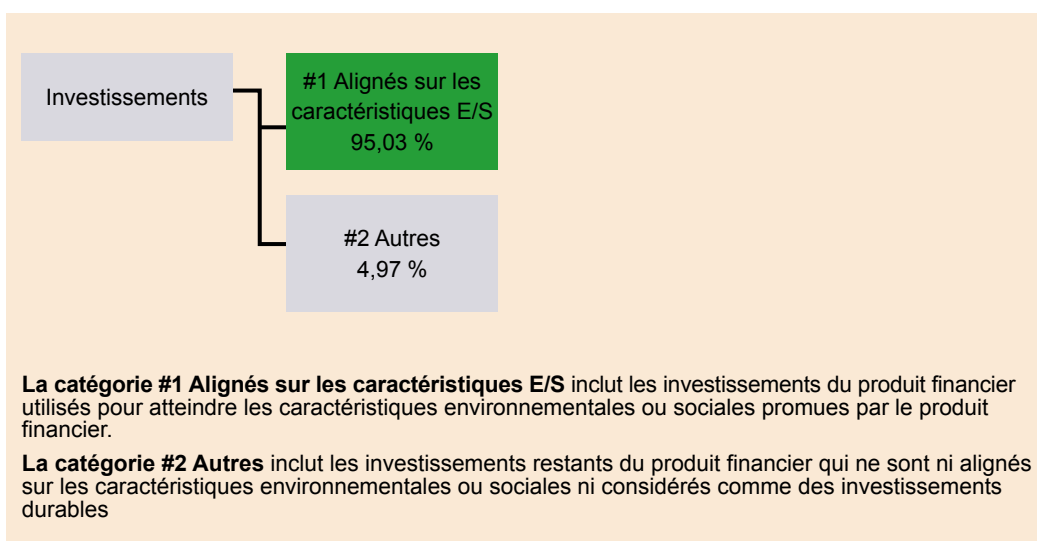 Investissements
#1 Alignés sur les
caractéristiques E/S
95,03 %
#2 Autres
4,97 %
La catégorie #1 Alignés sur les caractéristiques E/S inclut les investissements du produit financier
utilisés pour atteindre les caractéristiques environnementales ou sociales promues par le produit
financier.
La catégorie #2 Autres inclut les investissements restants du produit financier qui ne sont ni alignés
sur les caractéristiques environnementales ou sociales ni considérés comme des investissements
durables